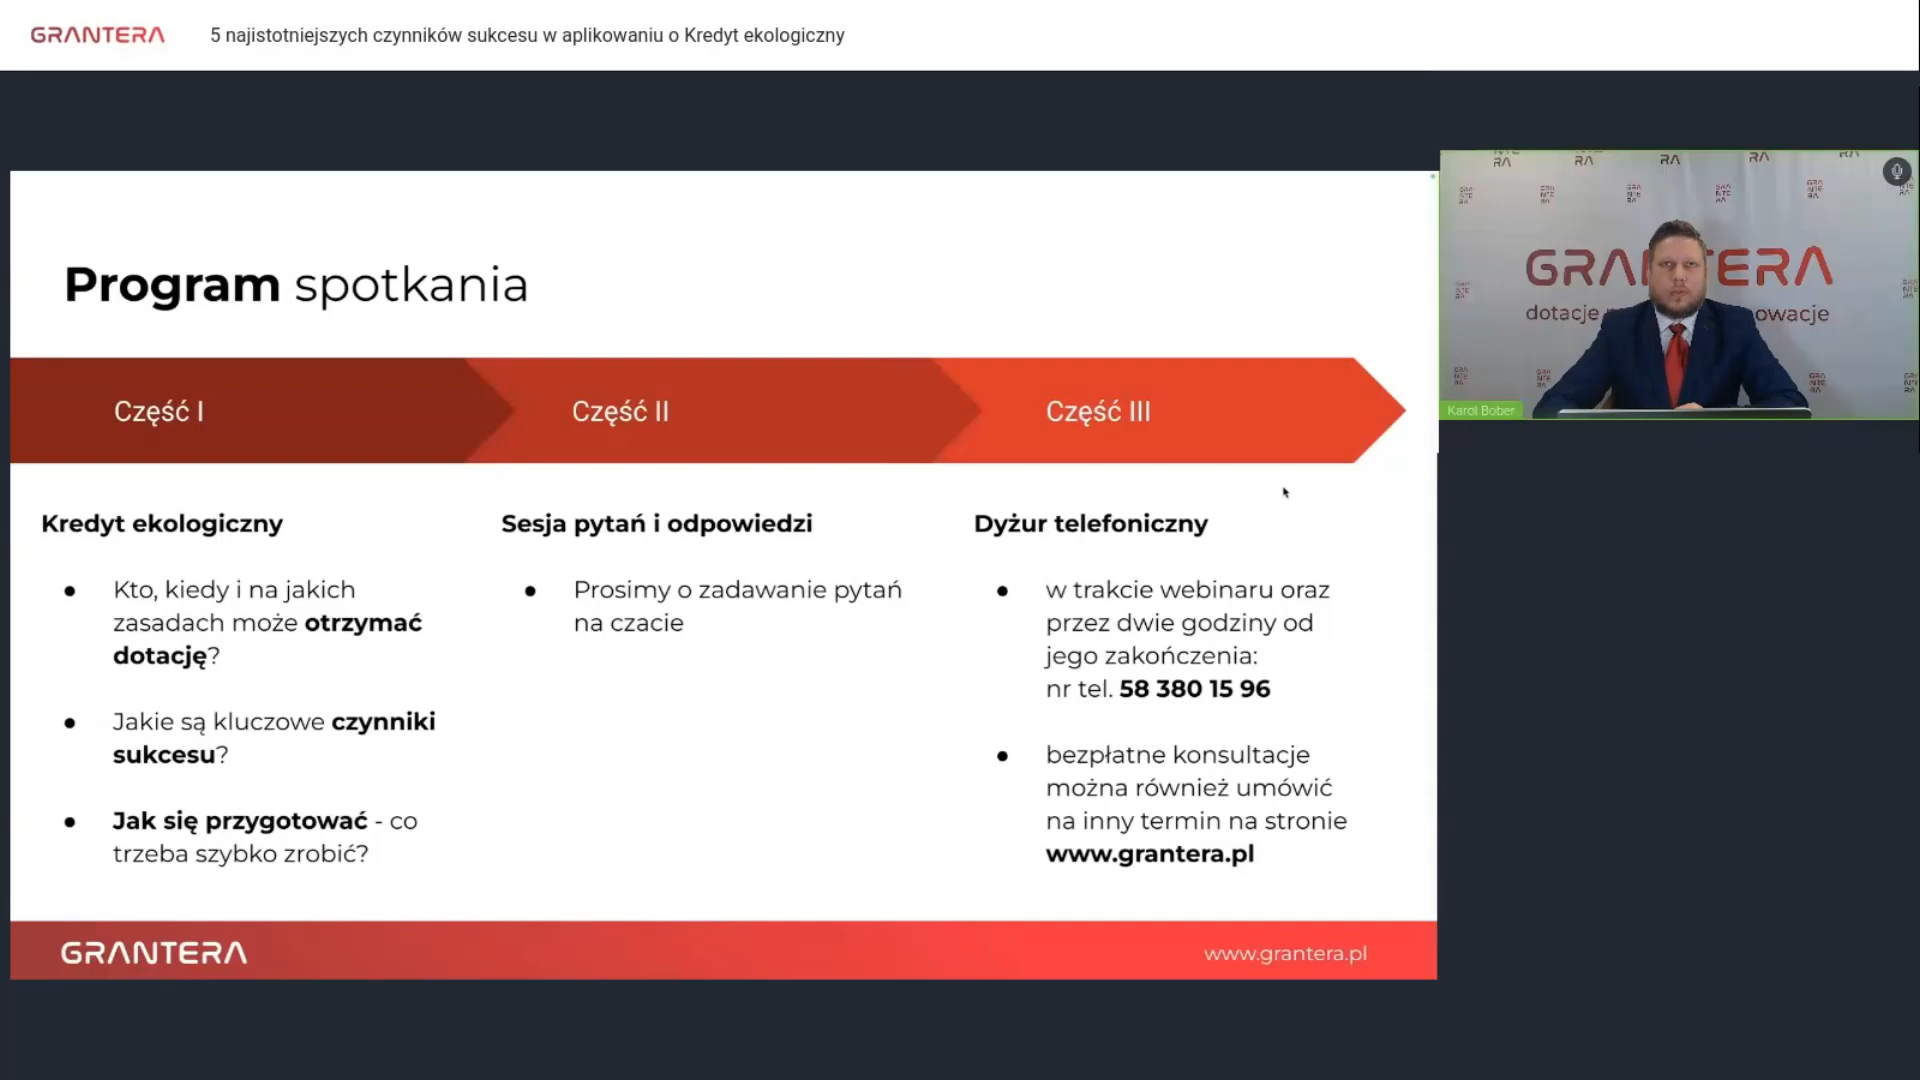 GRANTERA
5 najistotniejszych czynników sukcesu w aplikowaniu o Kredyt ekologiczny
Program spotkania
Część I
Część II
Część III
Kredyt ekologiczny
Kto, kiedy i na jakich
zasadach może otrzymać
dotację?
Jakie są kluczowe czynniki
sukcesu?
Jak się przygotować - co
trzeba szybko zrobić?
Sesja pytań i odpowiedzi
Prosimy o zadawanie pytań
na czacie
Dyżur telefoniczny
w trakcie webinaru oraz
przez dwie godziny od
jego zakończenia:
nr tel. 58 380 15 96
bezpłatne konsultacje
można również umówić
na inny termin na stronie
www.grantera.pl
GRANTERA
www.grantera.pl
dotacje
Karol Bober